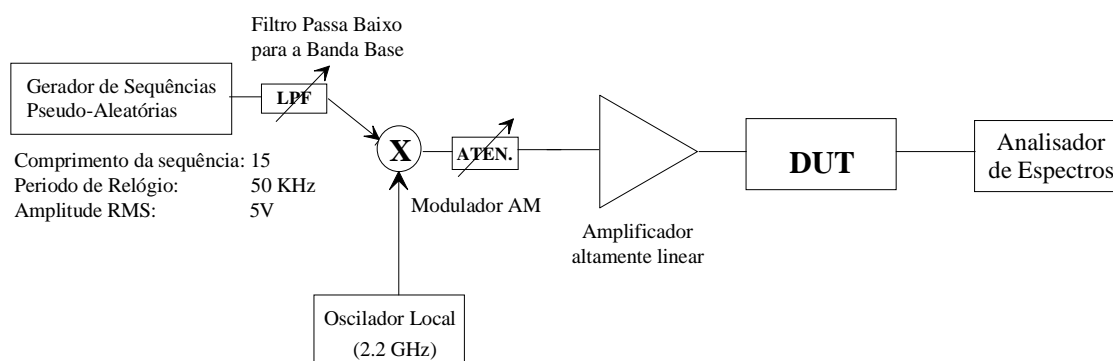 Filtro Passa Baixo
para a Banda Base
Gerador de Sequências
Pseudo-Aleatórias
LPF
X
ATEN.
DUT
Analisador
de Espectros
Comprimento da sequência: 15
Periodo de Relógio: 50 KHz
Amplitude RMS: 5V
Modulador AM
Amplificador
altamente linear
Oscilador Local
(2.2 GHz)